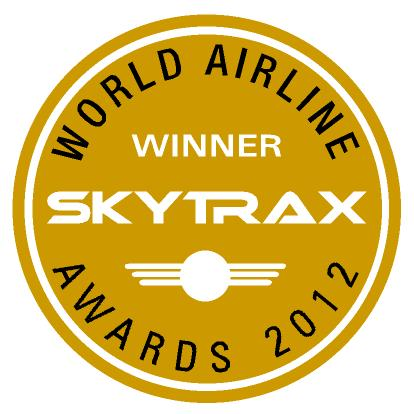 WORLD AIRLINE
WINNER
SKYTRAX
AWARDS 2012